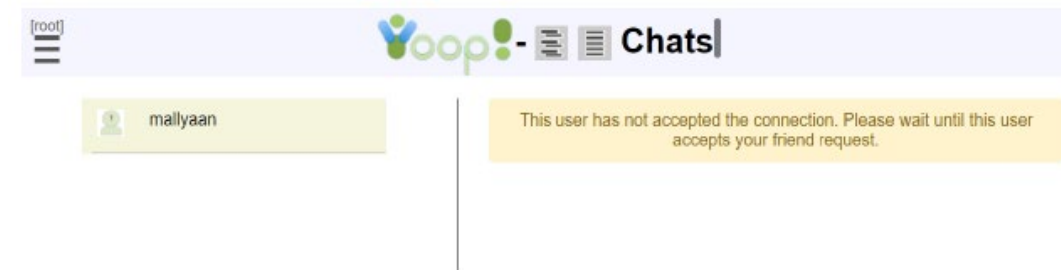 [root]
Yoop!- Chats
mallyaan
This user has not accepted the connection. Please wait until this user
accepts your friend request.